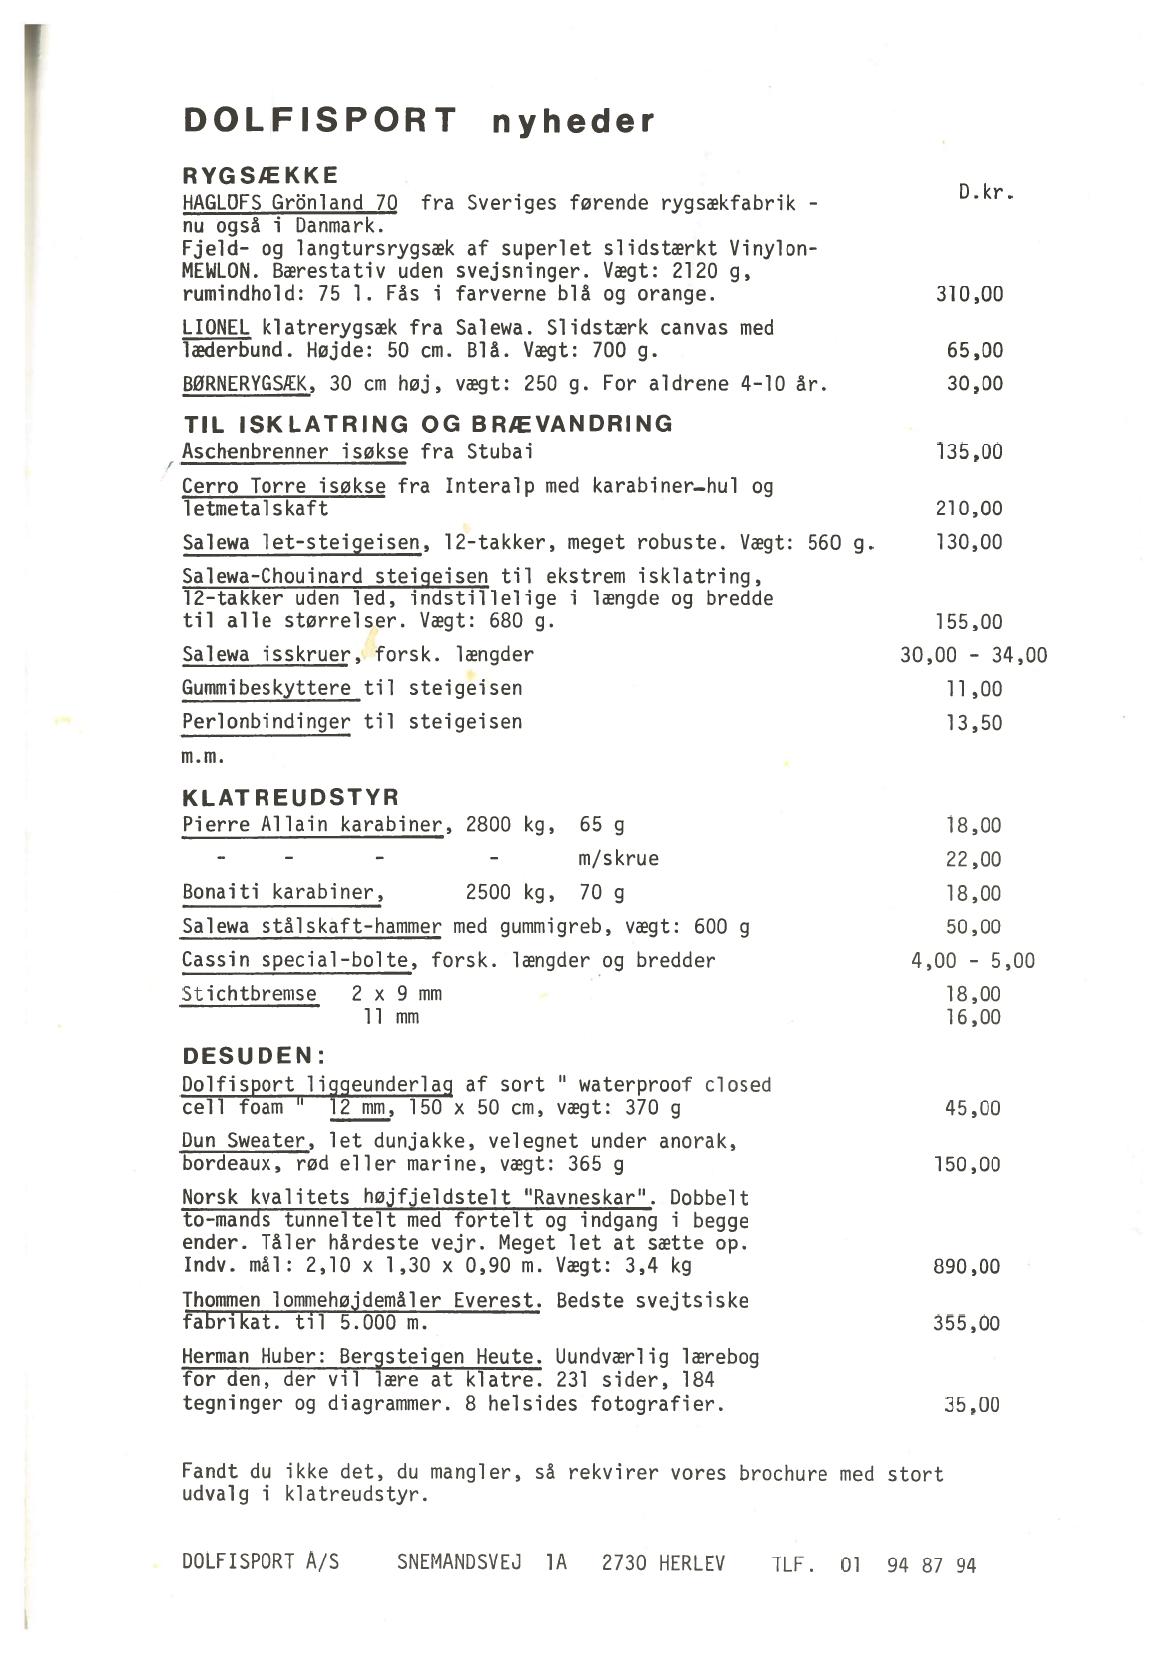 DOLFISPORT nyheder
RYGSÆKKE
D.kr.
HAGLÖFS Grönland 70 fra Sveriges førende rygsækfabrik -
nu også i Danmark.
Fjeld- og langtursrygsæk af superlet slidstærkt Vinylon-
MEWLON. Bærestativ uden svejsninger. Vægt: 2120 g,
rumindhold: 75 l. Fås i farverne blå og orange. 310,00
LIONEL klatrerygsæk fra Salewa. Slidstærk canvas med
læderbund. Højde: 50 cm. Blå. Vægt: 700 g. 65,00
BØRNERYGSÆK, 30 cm høj, vægt: 250 g. For aldrene 4-10 år. 30,00
TIL ISKLATRING OG BRÆVANDRING
Aschenbrenner isøkse fra Stubai 135,00
Cerro Torre isøkse fra Interalp med karabiner-hul og
letmetalskaft 210,00
Salewa let-steigeisen, 12-takker, meget robuste. Vægt: 560 g. 130,00
Salewa-Chouinard steigeisen til ekstrem isklatring,
12-takker uden led, indstillelige i længde og bredde
til alle størrelser. Vægt: 680 g. 155,00
Salewa isskruer, forsk. længder 30,00 - 34,00
Gummibeskyttere til steigeisen 11,00
Perlonbindinger til steigeisen 13,50
m.m.
KLATREUDSTYR
Pierre Allain karabiner, 2800 kg, 65 g 18,00
- - - - m/skrue 22,00
Bonaiti karabiner, 2500 kg, 70 g 18,00
Salewa stålskaft-hammer med gummigreb, vægt: 600 g 50,00
Cassin special-bolte, forsk. længder og bredder 4,00 - 5,00
Stichtbremse 2 x 9 mm 18,00
11 mm 16,00
DESUDEN:
Dolfisport liggeunderlag af sort " waterproof closed
cell foam " 12 mm, 150 x 50 cm, vægt: 370 g 45,00
Dun Sweater, let dunjakke, velegnet under anorak,
bordeaux, rød eller marine, vægt: 365 g 150,00
Norsk kvalitets højfjeldstelt "Ravneskar". Dobbelt
to-mands tunneltelt med fortelt og indgang i begge
ender. Tåler hårdeste vejr. Meget let at sætte op.
Indv. mål: 2,10 x 1,30 x 0,90 m. Vægt: 3,4 kg 890,00
Thommen lommehøjdemåler Everest. Bedste svejtsiske
fabrikat. til 5.000 m. 355,00
Herman Huber: Bergsteigen Heute. Uundværlig lærebog
for den, der vil lære at klatre. 231 sider, 184
tegninger og diagrammer. 8 helsides fotografier. 35,00
Fandt du ikke det, du mangler, så rekvirer vores brochure med stort
udvalg i klatreudstyr.
DOLFISPORT A/S SNEMANDSVEJ 1A 2730 HERLEV TLF. 01 94 87 94